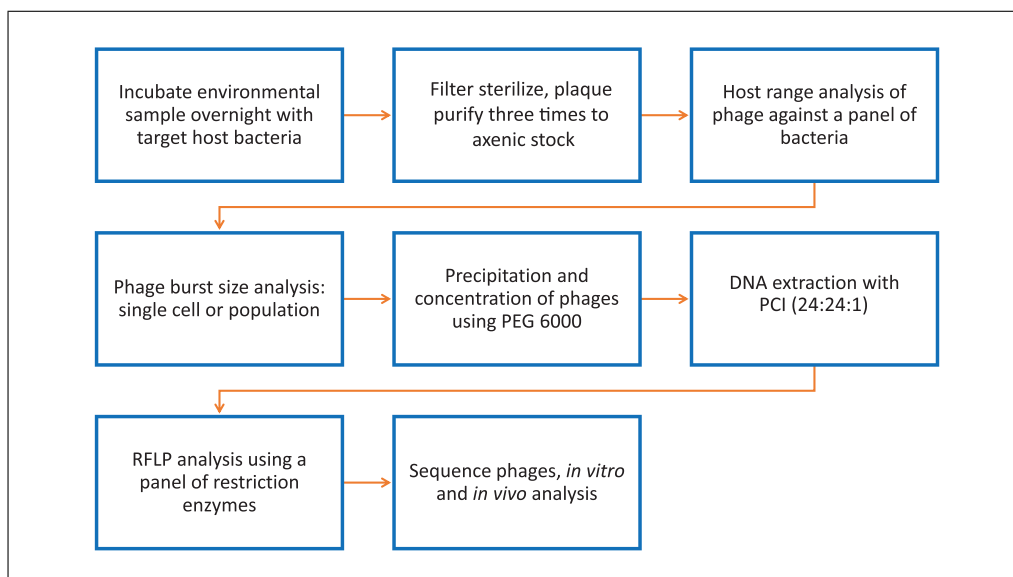 Incubate environmental
sample overnight with
target host bacteria
Filter sterilize, plaque
purify three times to
axenic stock
Host range analysis of
phage against a panel of
bacteria
Phage burst size analysis:
single cell or population
Precipitation and
concentration of phages
using PEG 6000
DNA extraction with
PCI (24:24:1)
RFLP analysis using a
panel of restriction
enzymes
Sequence phages, in vitro
and in vivo analysis